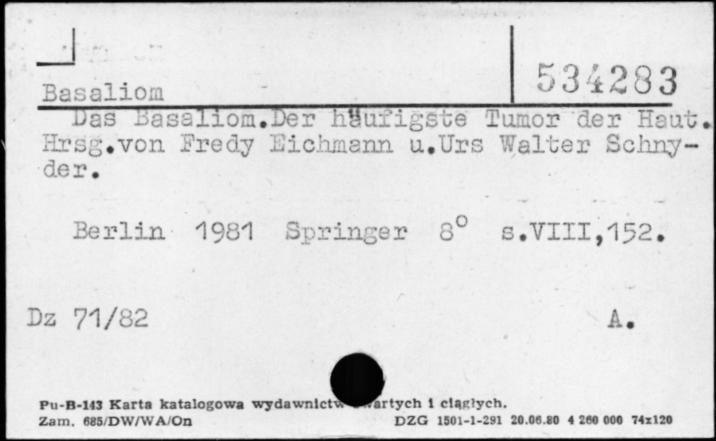 534283
Basaliom
Das Basaliom.Der häufigste Tumor der Haut.
Hrsg.von Fredy Eichmann u.Urs Walter Schny-
der.
Berlin 1981 Springer 8° s.VIII,152.
Dz 71/82 A.
Pu-B-143 Karta katalogowa wydawnictw wartych i ciągłych.
Zam. 685/DW/WA/On DZG 1501-1-291 20.06.80 4 260 000 74x120